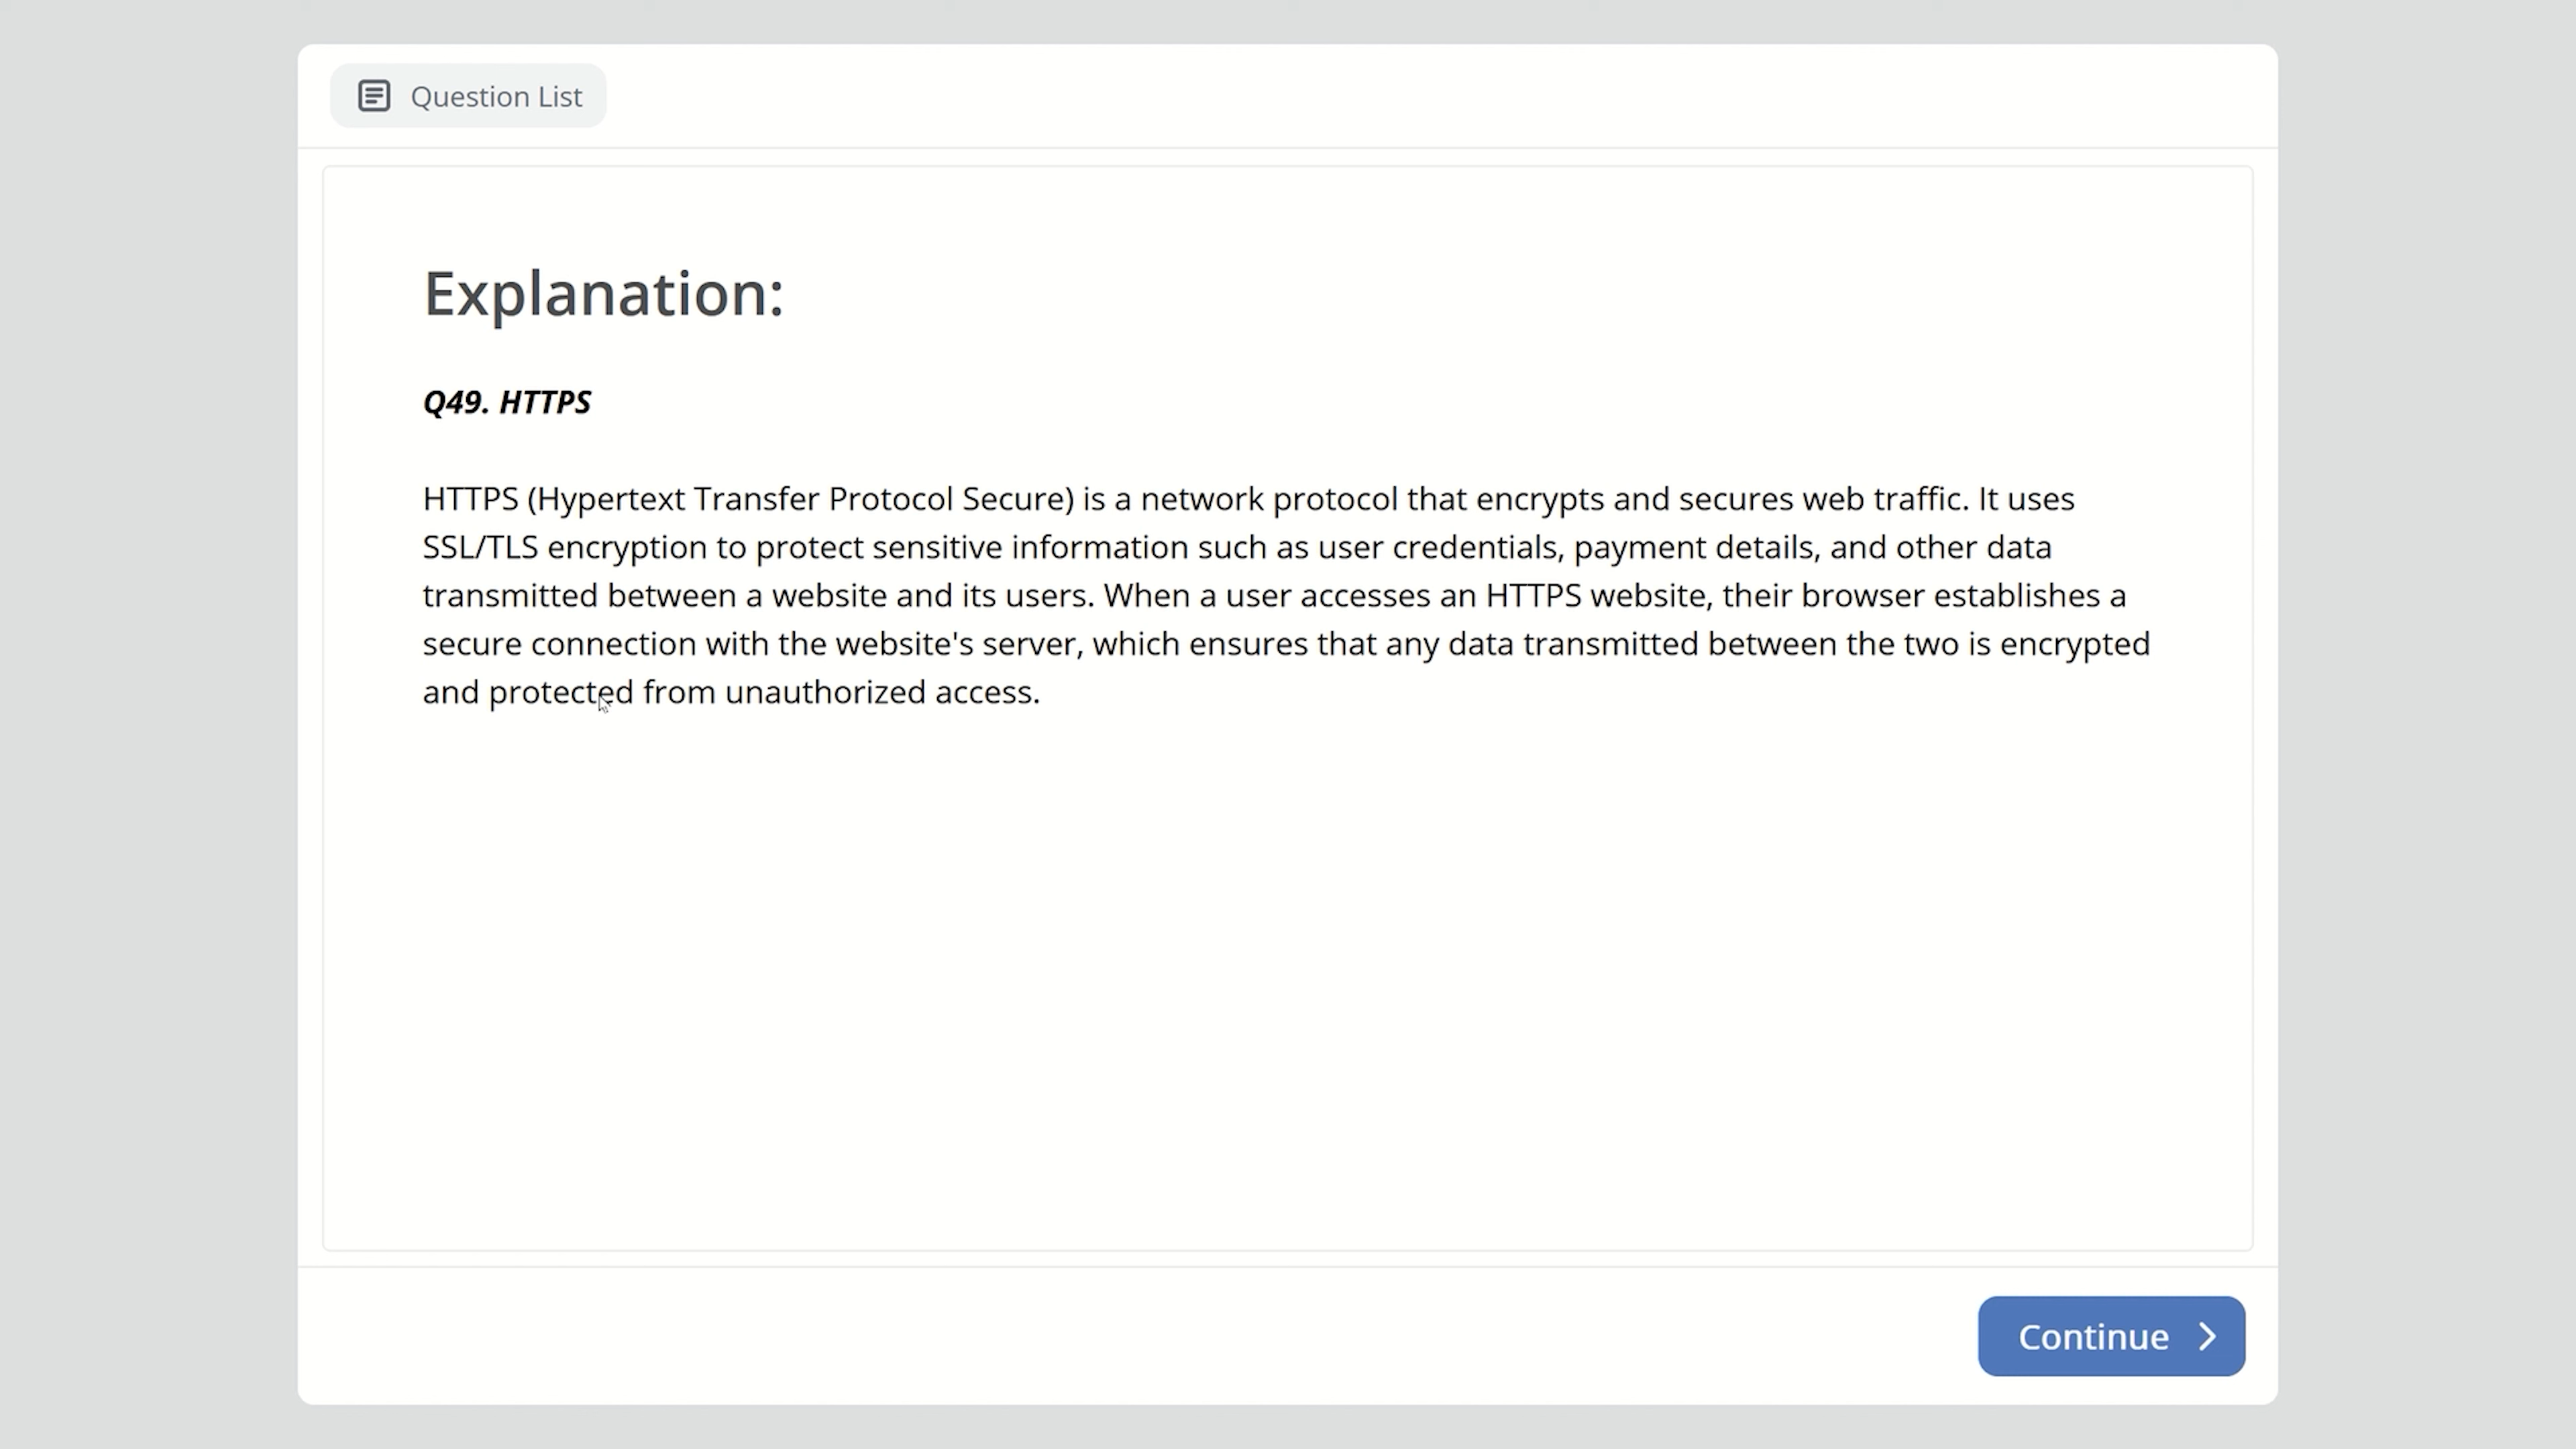 Question List
Explanation:
Q49. HTTPS
HTTPS (Hypertext Transfer Protocol Secure) is a network protocol that encrypts and secures web traffic. It uses
SSL/TLS encryption to protect sensitive information such as user credentials, payment details, and other data
transmitted between a website and its users. When a user accesses an HTTPS website, their browser establishes a
secure connection with the website's server, which ensures that any data transmitted between the two is encrypted
and protected from unauthorized access.
Continue